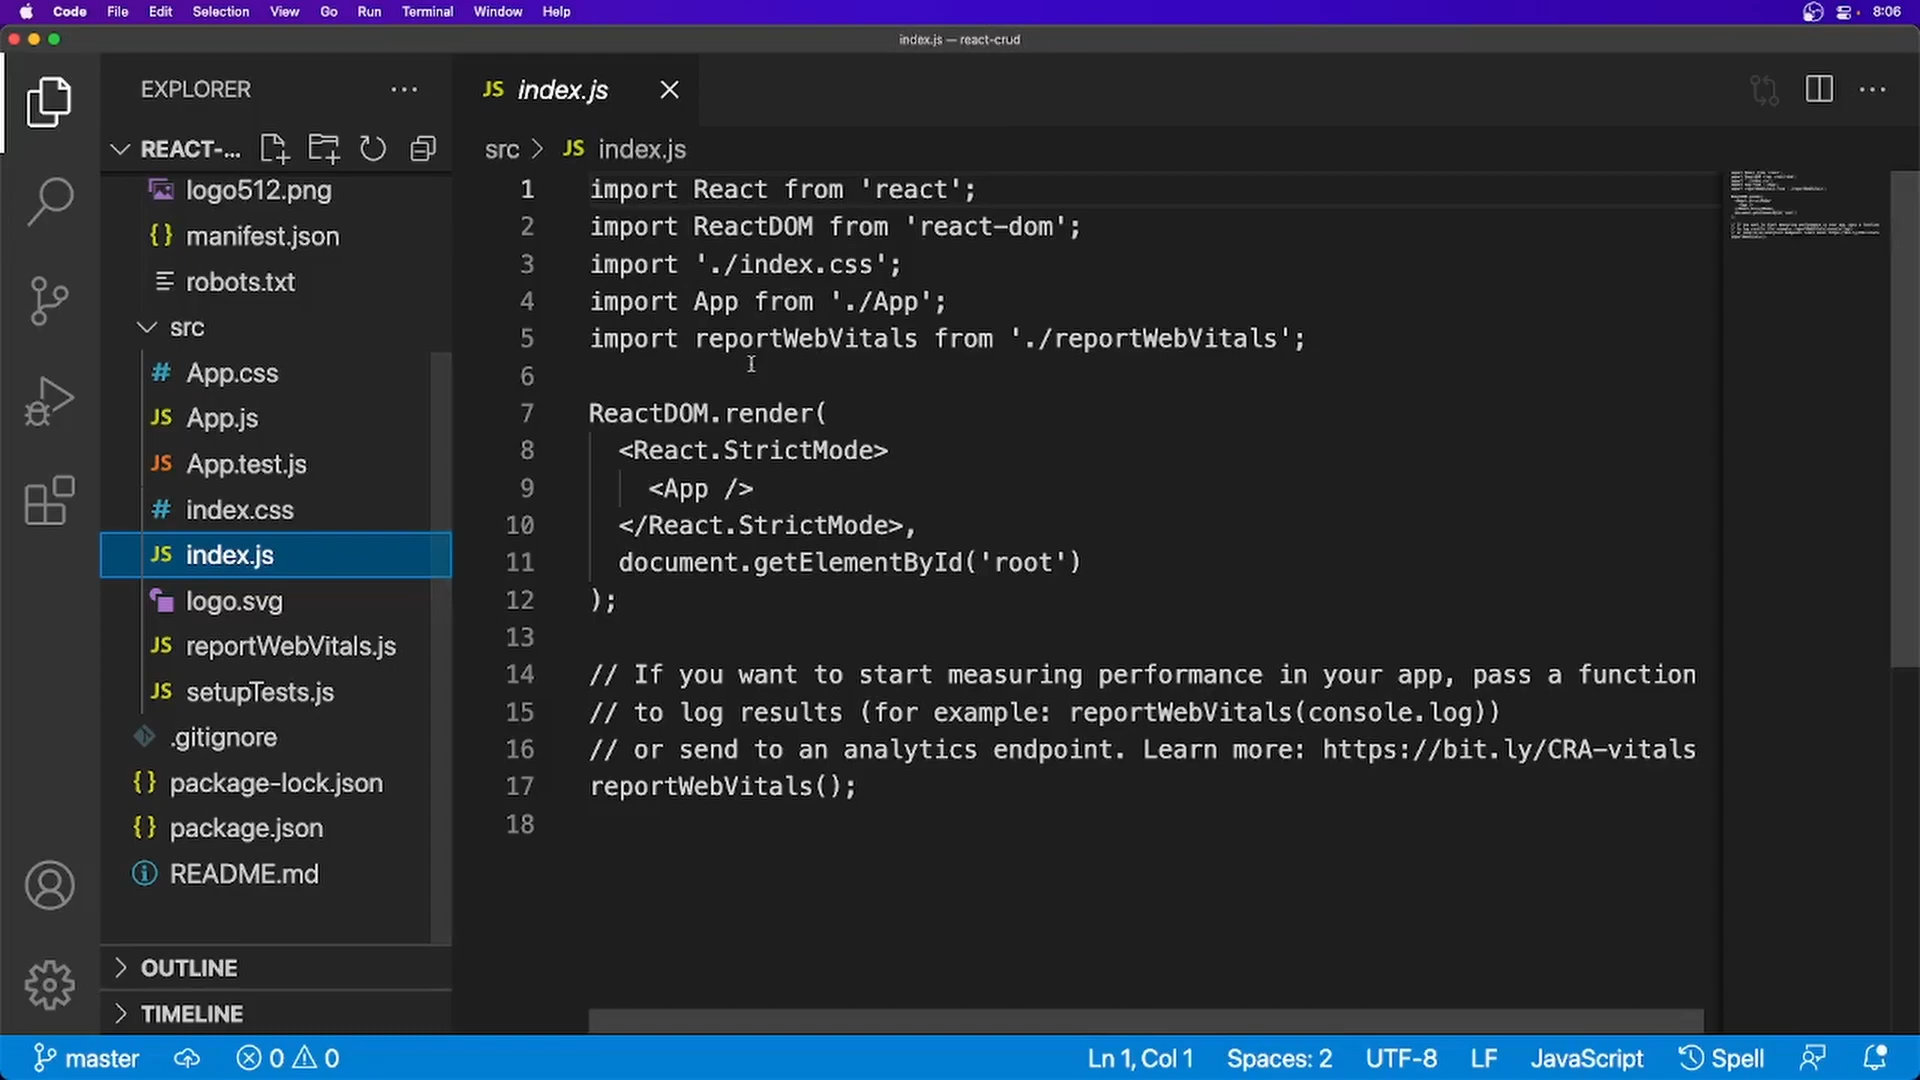 Code File Edit Selection View Go Run Terminal Window Help 8:06
index.js — react-crud
EXPLORER
REACT-...
logo512.png
{} manifest.json
robots.txt
src
# App.css
JS App.js
JS App.test.js
# index.css
JS index.js
logo.svg
JS reportWebVitals.js
JS setupTests.js
.gitignore
{} package-lock.json
{} package.json
README.md
OUTLINE
TIMELINE
JS index.js
src > JS index.js
1 import React from 'react';
2 import ReactDOM from 'react-dom';
3 import './index.css';
4 import App from './App';
5 import reportWebVitals from './reportWebVitals';
6
7 ReactDOM.render(
8 <React.StrictMode>
9 <App />
10 </React.StrictMode>,
11 document.getElementById('root')
12 );
13
14 // If you want to start measuring performance in your app, pass a function
15 // to log results (for example: reportWebVitals(console.log))
16 // or send to an analytics endpoint. Learn more: https://bit.ly/CRA-vitals
17 reportWebVitals();
18
master 0 0 Ln 1, Col 1 Spaces: 2 UTF-8 LF JavaScript Spell